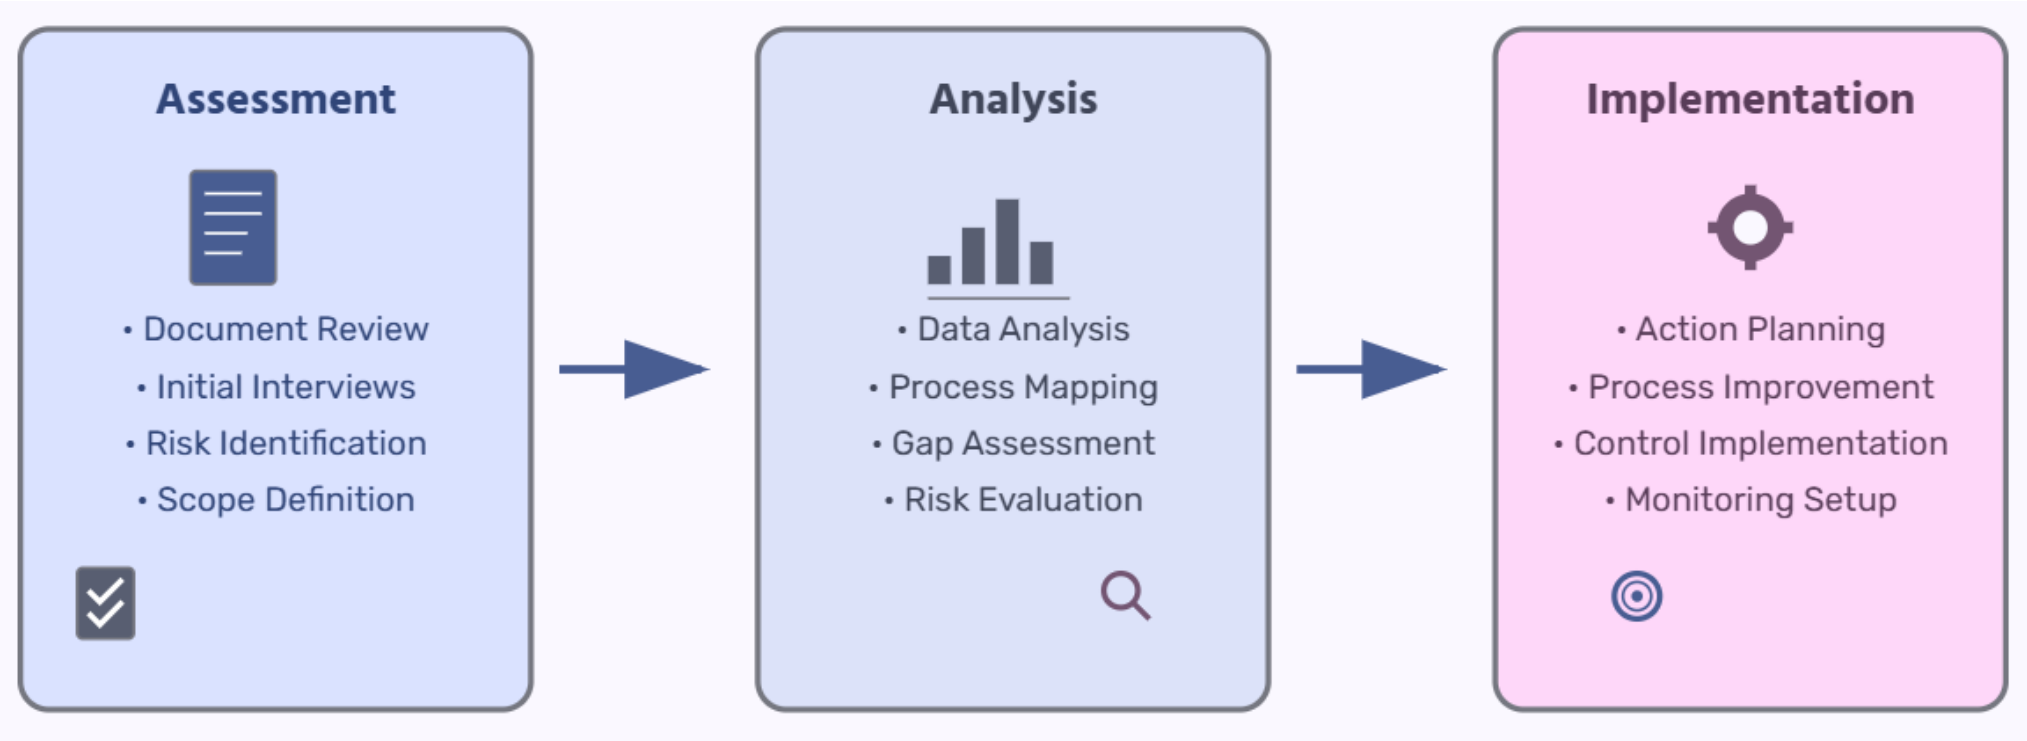 Assessment
• Document Review
• Initial Interviews
• Risk Identification
• Scope Definition
Analysis
• Data Analysis
• Process Mapping
• Gap Assessment
• Risk Evaluation
Implementation
• Action Planning
• Process Improvement
• Control Implementation
• Monitoring Setup